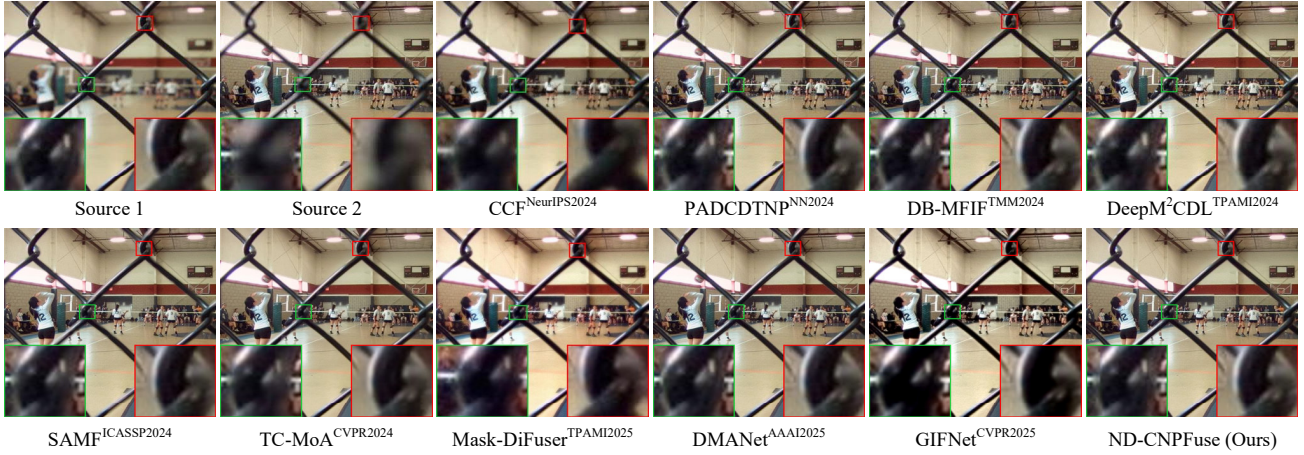 Source 1
Source 2
CCF^NeurIPS2024
PADCDTNP^NN2024
DB-MFIF^TMM2024
DeepM²CDL^TPAMI2024
SAMF^ICASSP2024
TC-MoA^CVPR2024
Mask-DiFuser^TPAMI2025
DMANet^AAAI2025
GIFNet^CVPR2025
ND-CNPFuse (Ours)